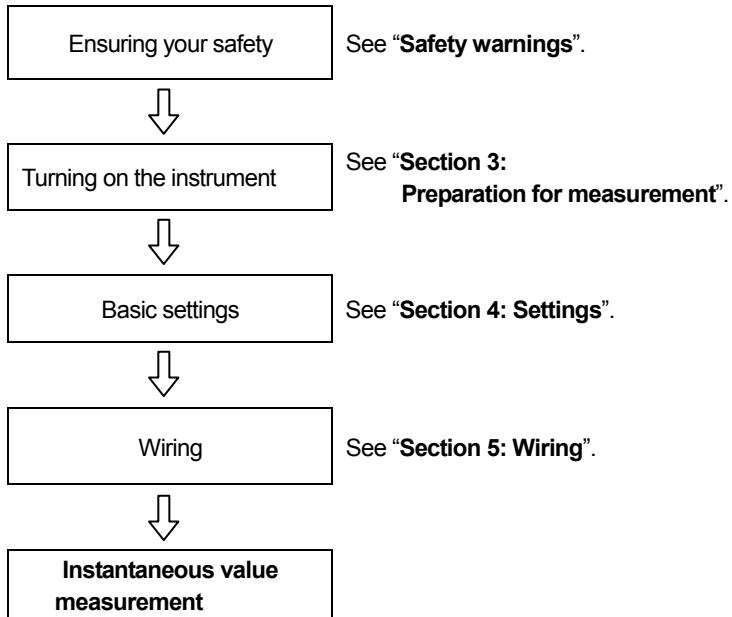 Ensuring your safety See “Safety warnings”.
Turning on the instrument See “Section 3:
Preparation for measurement”.
Basic settings See “Section 4: Settings”.
Wiring See “Section 5: Wiring”.
Instantaneous value
measurement